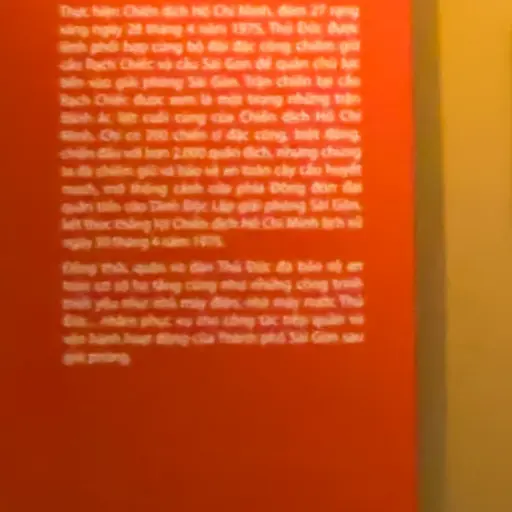 Thực hiện Chiến dịch Hồ Chí Minh, đêm 27 rạng
sáng ngày 28 tháng 4 năm 1975, Thủ Đức được
lệnh phối hợp cùng bộ đội đặc công chiếm giữ
cầu Rạch Chiếc và cầu Sài Gòn để quân chủ lực
tiến vào giải phóng Sài Gòn. Trận chiến tại cầu
Rạch Chiếc được xem là một trong những trận
đánh ác liệt cuối cùng của Chiến dịch Hồ Chí
Minh. Chỉ có chiến sĩ đặc công, biệt động,
chiến đấu với hơn 2.000 quân địch, nhưng chúng
ta đã chiếm giữ và bảo vệ an toàn cây cầu huyết
mạch, mở thông cánh cửa phía Đông đón đại
quân tiến vào Dinh Độc Lập giải phóng Sài Gòn,
kết thúc thắng lợi Chiến dịch Hồ Chí Minh lịch sử
ngày 30 tháng 4 năm 1975.
Đồng thời, quân và dân Thủ Đức đã bảo vệ an
toàn cơ sở hạ tầng cũng như những công trình
thiết yếu như nhà máy điện, nhà máy nước Thủ
Đức... nhằm phục vụ cho công tác tiếp quản và
vận hành hoạt động của Thành phố Sài Gòn sau
giải phóng.